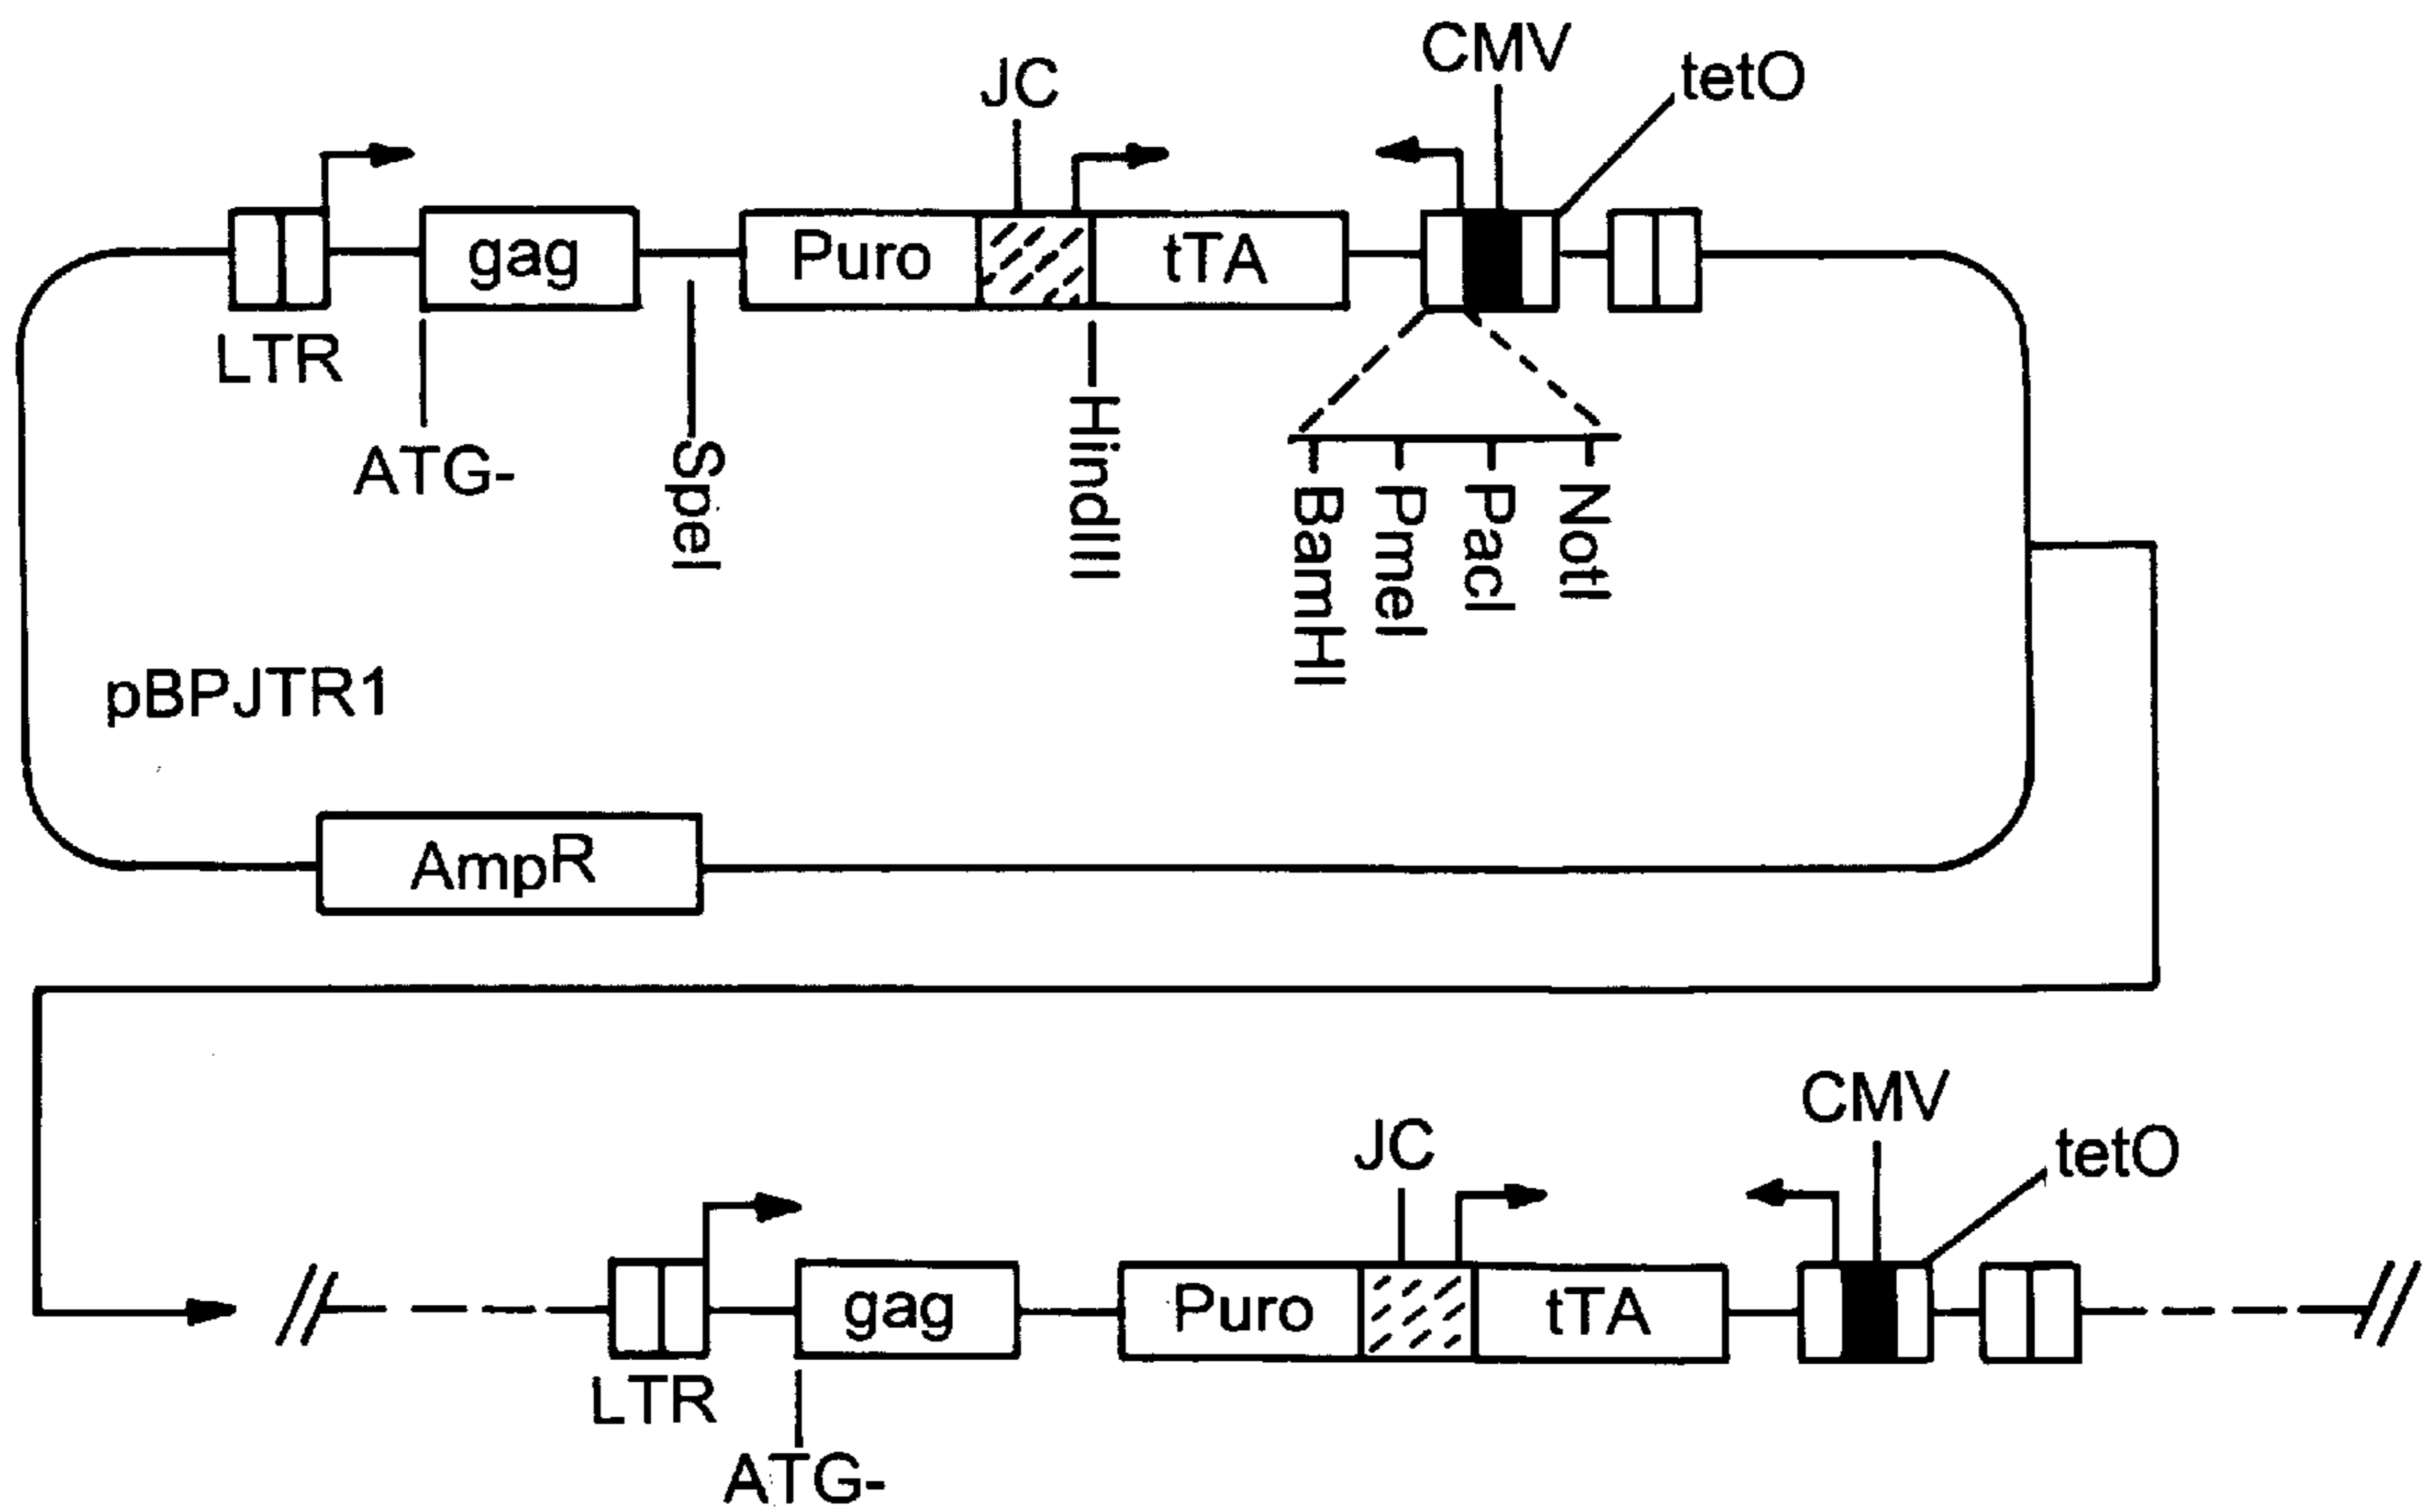 CMV
tetO
JC
gag
Puro
tTA
LTR
ATG-
SpeI
HindIII
BamHI
PmeI
PacI
NotI
pBPJTR1
AmpR
CMV
tetO
JC
gag
Puro
tTA
LTR
ATG-